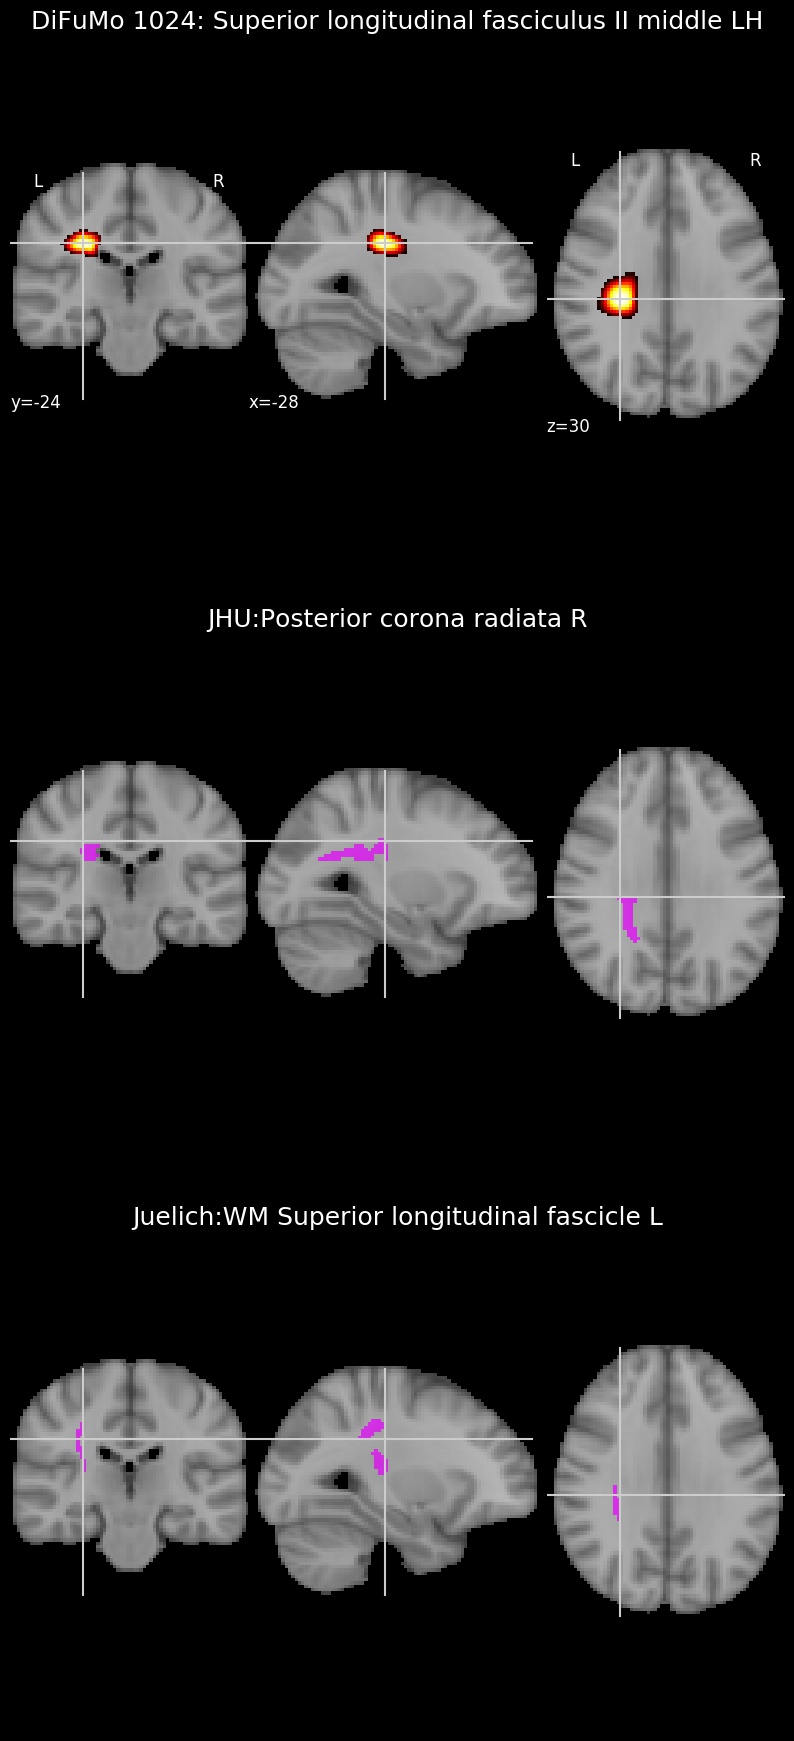 DiFuMo 1024: Superior longitudinal fasciculus II middle LH
L R L R
y=-24 x=-28 z=30
JHU:Posterior corona radiata R
Juelich:WM Superior longitudinal fascicle L